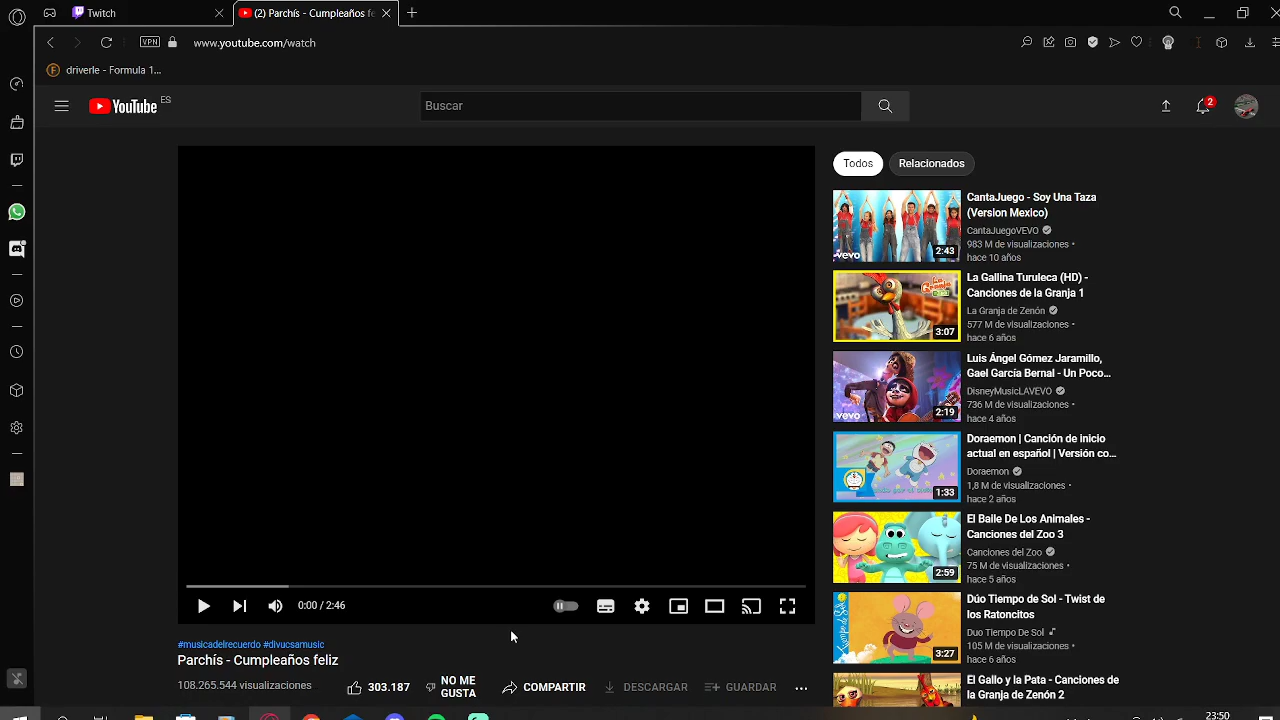 Twitch
(2) Parchís - Cumpleaños fe
VPN
www.youtube.com/watch
driverle - Formula 1...
YouTube ES
Buscar
2
Todos
Relacionados
CantaJuego - Soy Una Taza
(Version Mexico)
CantaJuegoVEVO
983 M de visualizaciones •
hace 10 años
vevo
2:43
La Gallina Turuleca (HD) -
Canciones de la Granja 1
La Granja de Zenón
577 M de visualizaciones •
hace 6 años
3:07
Luis Ángel Gómez Jaramillo,
Gael García Bernal - Un Poco...
DisneyMusicLAVEVO
736 M de visualizaciones •
hace 4 años
vevo
2:19
Doraemon | Canción de inicio
actual en español | Versión co...
Doraemon
1,8 M de visualizaciones •
hace 2 años
1:33
El Baile De Los Animales -
Canciones del Zoo 3
Canciones del Zoo
75 M de visualizaciones •
hace 5 años
2:59
Dúo Tiempo de Sol - Twist de
los Ratoncitos
Duo Tiempo De Sol
105 M de visualizaciones •
hace 6 años
3:27
El Gallo y la Pata - Canciones de
la Granja de Zenón 2
0:00 / 2:46
#musicadelrecuerdo #divucsamusic
Parchís - Cumpleaños feliz
108.265.544 visualizaciones
303.187
NO ME
GUSTA
COMPARTIR
DESCARGAR
GUARDAR
23:50